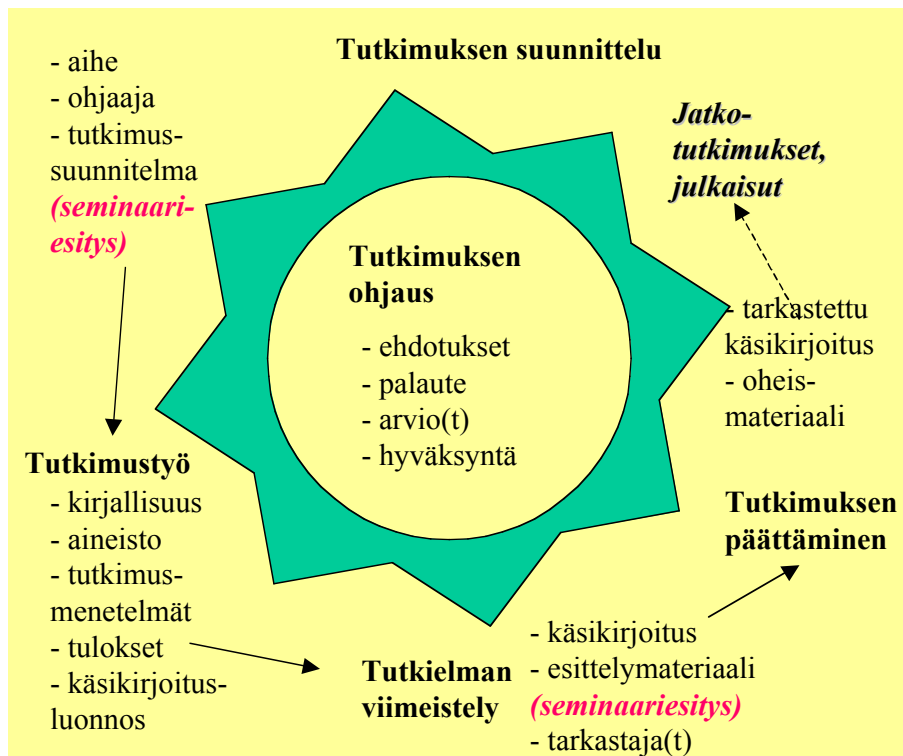 Tutkimuksen suunnittelu
- aihe
- ohjaaja
- tutkimus-
suunnitelma
(seminaari-
esitys)
Jatko-
tutkimukset,
julkaisut
Tutkimuksen
ohjaus
- ehdotukset
- palaute
- arvio(t)
- hyväksyntä
- tarkastettu
käsikirjoitus
- oheis-
materiaali
Tutkimustyö
- kirjallisuus
- aineisto
- tutkimus-
menetelmät
- tulokset
- käsikirjoitus-
luonnos
Tutkimuksen
päättäminen
Tutkielman
viimeistely
- käsikirjoitus
- esittelymateriaali
(seminaariesitys)
- tarkastaja(t)